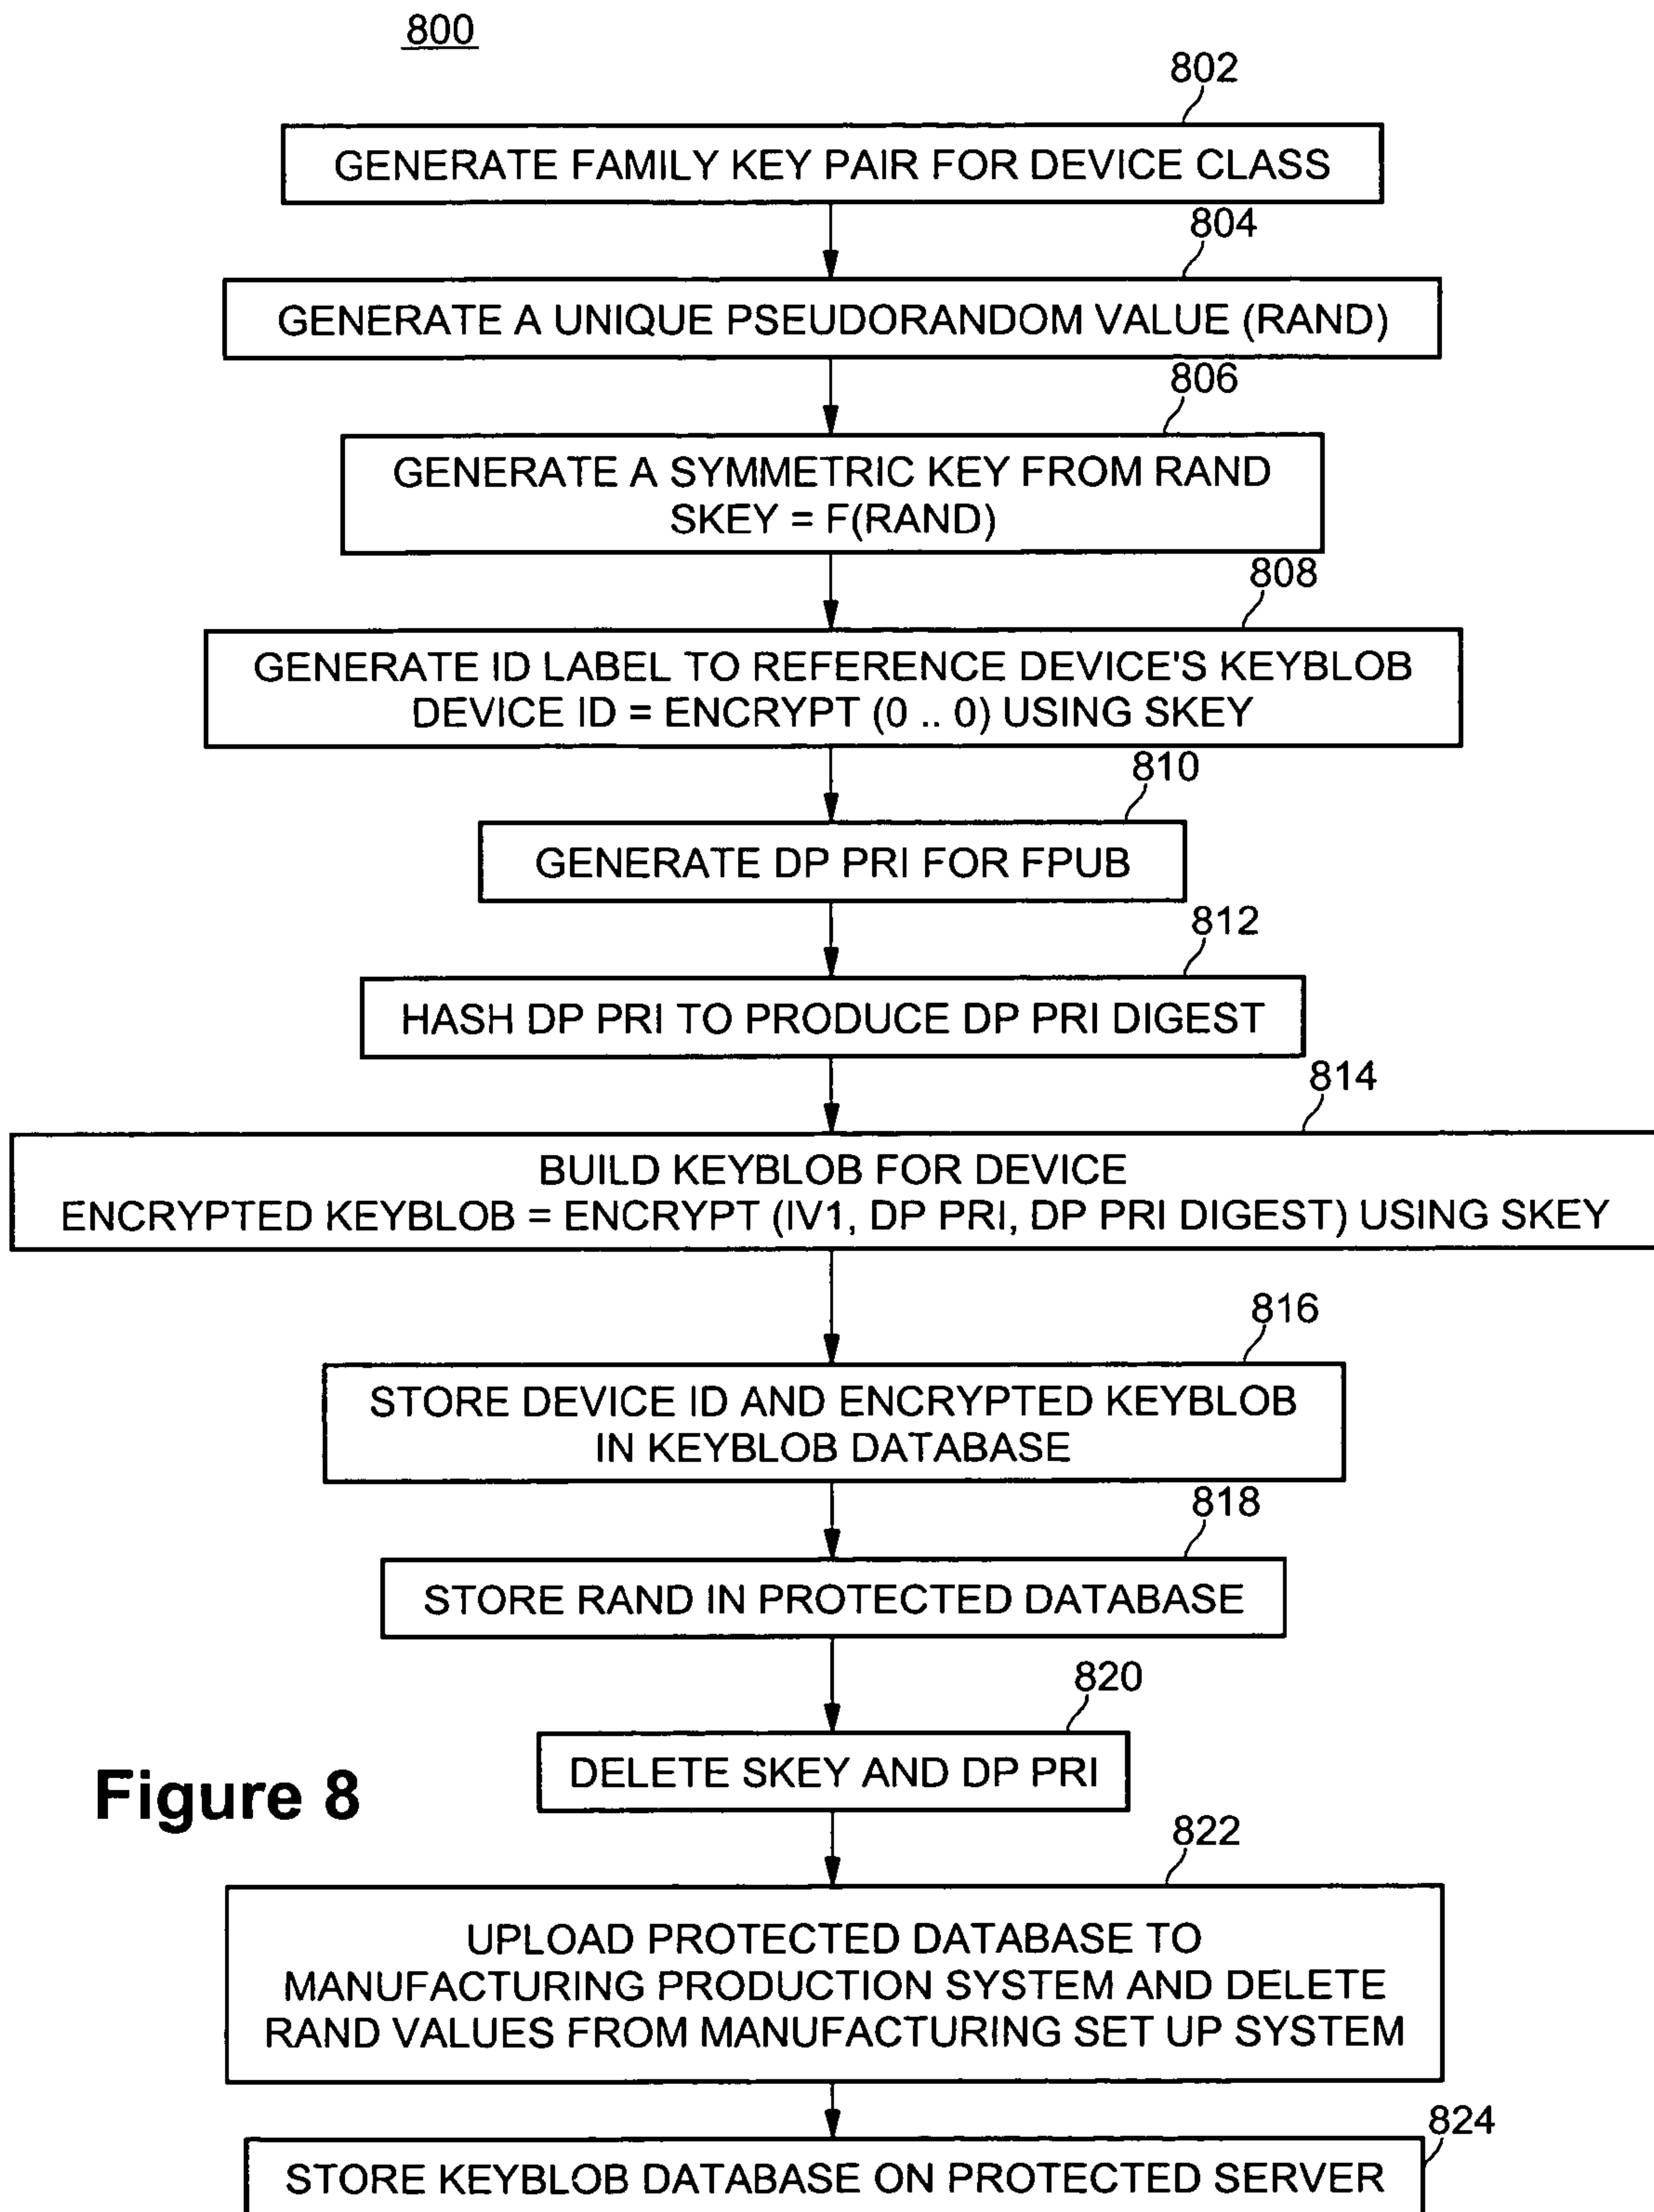 800
802
GENERATE FAMILY KEY PAIR FOR DEVICE CLASS
804
GENERATE A UNIQUE PSEUDORANDOM VALUE (RAND)
806
GENERATE A SYMMETRIC KEY FROM RAND
SKEY = F(RAND)
808
GENERATE ID LABEL TO REFERENCE DEVICE'S KEYBLOB
DEVICE ID = ENCRYPT (0 .. 0) USING SKEY
810
GENERATE DP PRI FOR FPUB
812
HASH DP PRI TO PRODUCE DP PRI DIGEST
814
BUILD KEYBLOB FOR DEVICE
ENCRYPTED KEYBLOB = ENCRYPT (IV1, DP PRI, DP PRI DIGEST) USING SKEY
816
STORE DEVICE ID AND ENCRYPTED KEYBLOB
IN KEYBLOB DATABASE
818
STORE RAND IN PROTECTED DATABASE
820
DELETE SKEY AND DP PRI
Figure 8
822
UPLOAD PROTECTED DATABASE TO
MANUFACTURING PRODUCTION SYSTEM AND DELETE
RAND VALUES FROM MANUFACTURING SET UP SYSTEM
824
STORE KEYBLOB DATABASE ON PROTECTED SERVER